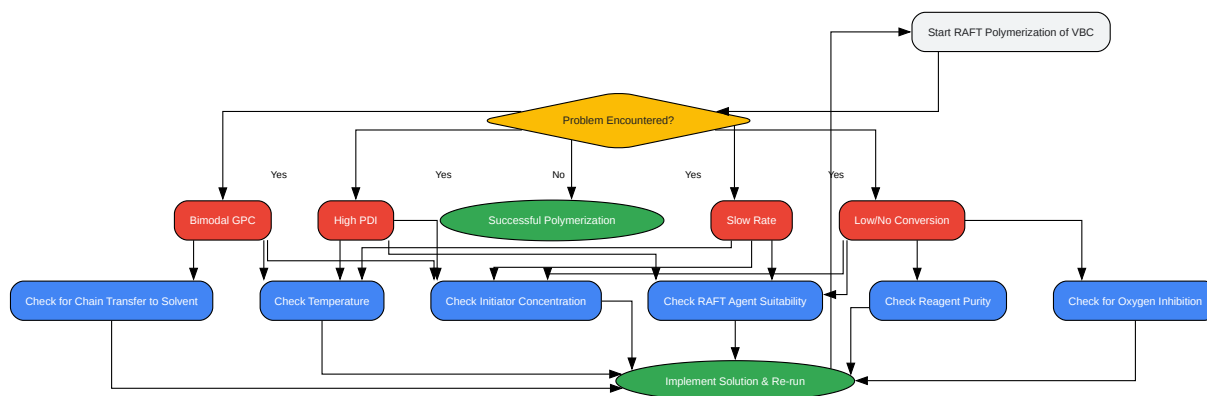 Start RAFT Polymerization of VBC
Problem Encountered?
Yes
Yes
No
Yes
Yes
Bimodal GPC
High PDI
Successful Polymerization
Slow Rate
Low/No Conversion
Check for Chain Transfer to Solvent
Check Temperature
Check Initiator Concentration
Check RAFT Agent Suitability
Check Reagent Purity
Check for Oxygen Inhibition
Implement Solution & Re-run